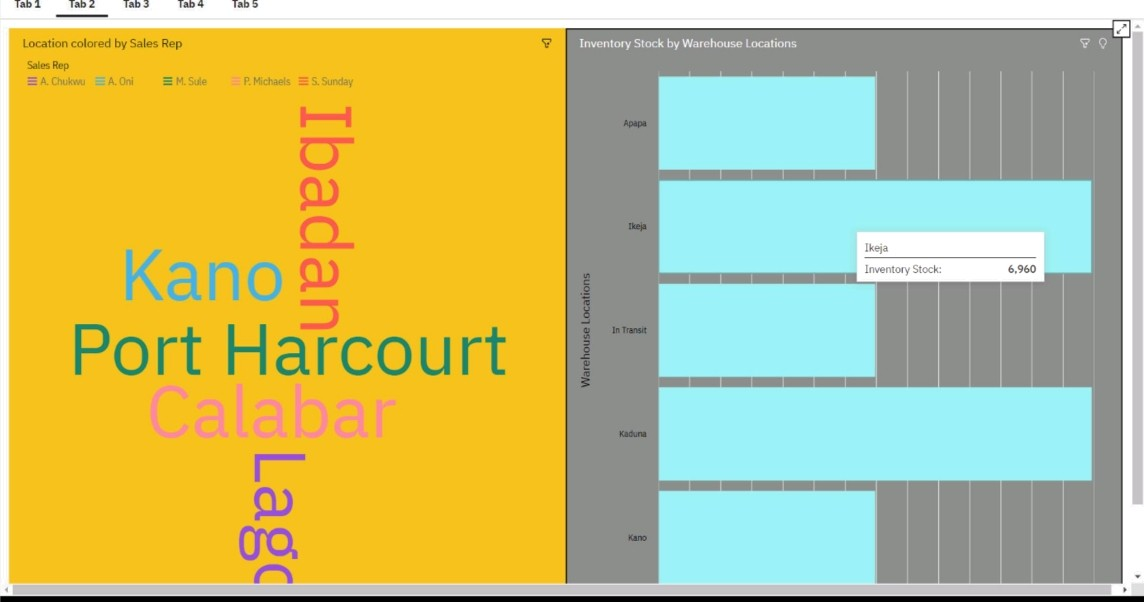 Tab 1 Tab 2 Tab 3 Tab 4 Tab 5
Location colored by Sales Rep
Sales Rep
A. Chukwu A. Oni M. Sule P. Michaels S. Sunday
Ibadan
Kano
Port Harcourt
Calabar
Inventory Stock by Warehouse Locations
Warehouse Locations
Apapa
Ikeja
Ikeja
Inventory Stock: 6,960
In Transit
Kaduna
Kano